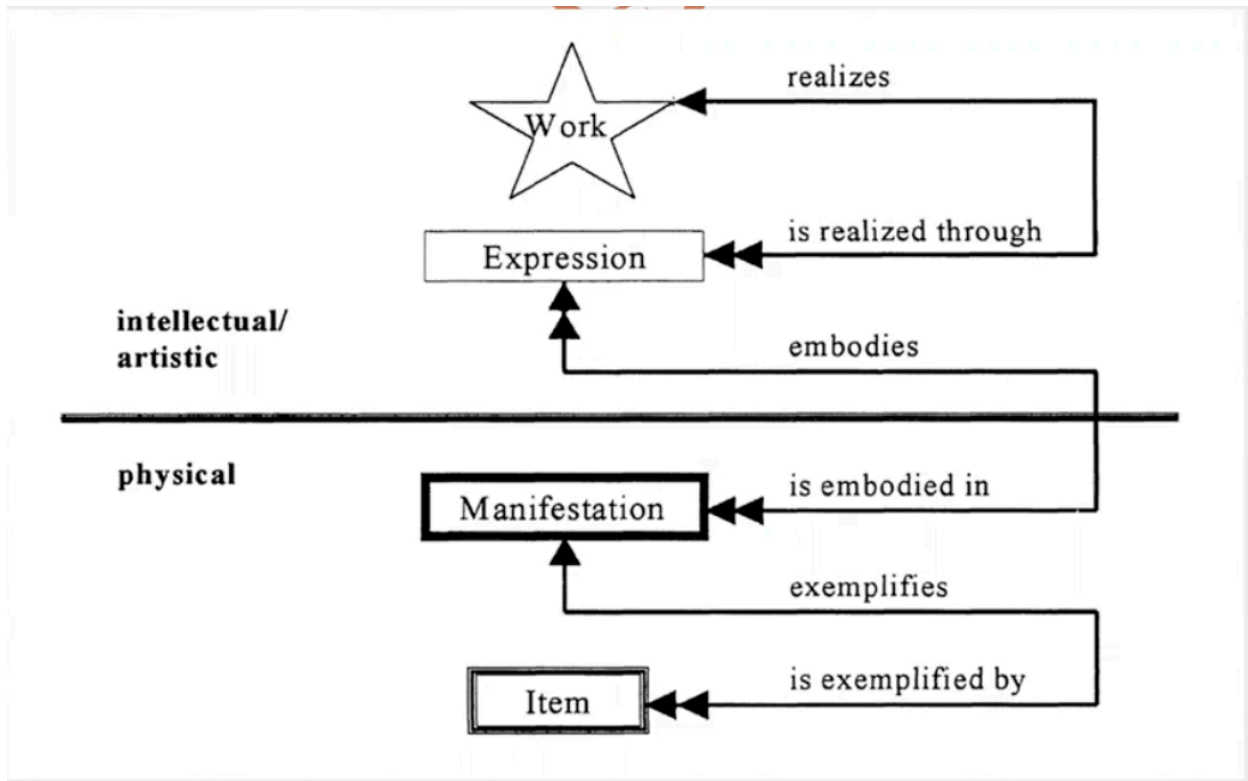 realizes
Work
is realized through
Expression
intellectual/
artistic
embodies
physical
is embodied in
Manifestation
exemplifies
is exemplified by
Item